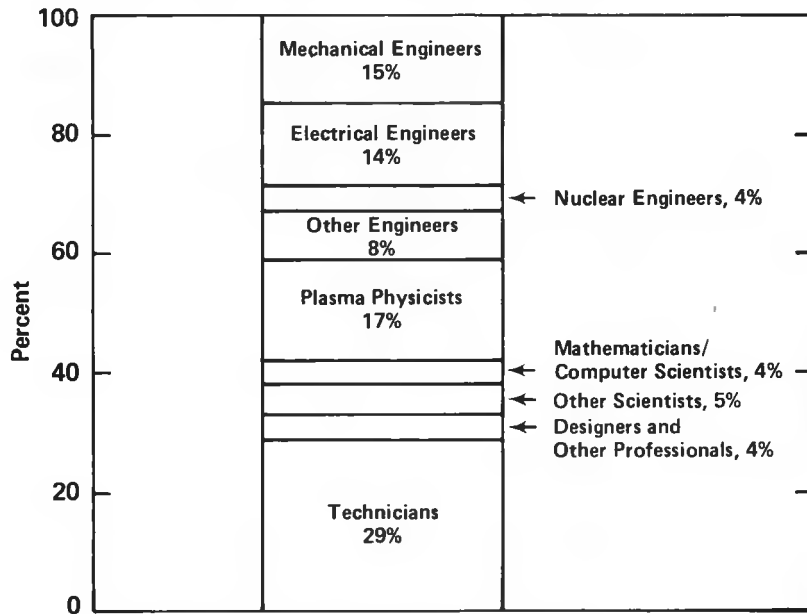 100
80
60
40
20
0
Percent
Mechanical Engineers
15%
Electrical Engineers
14%
Nuclear Engineers, 4%
Other Engineers
8%
Plasma Physicists
17%
Mathematicians/
Computer Scientists, 4%
Other Scientists, 5%
Designers and
Other Professionals, 4%
Technicians
29%